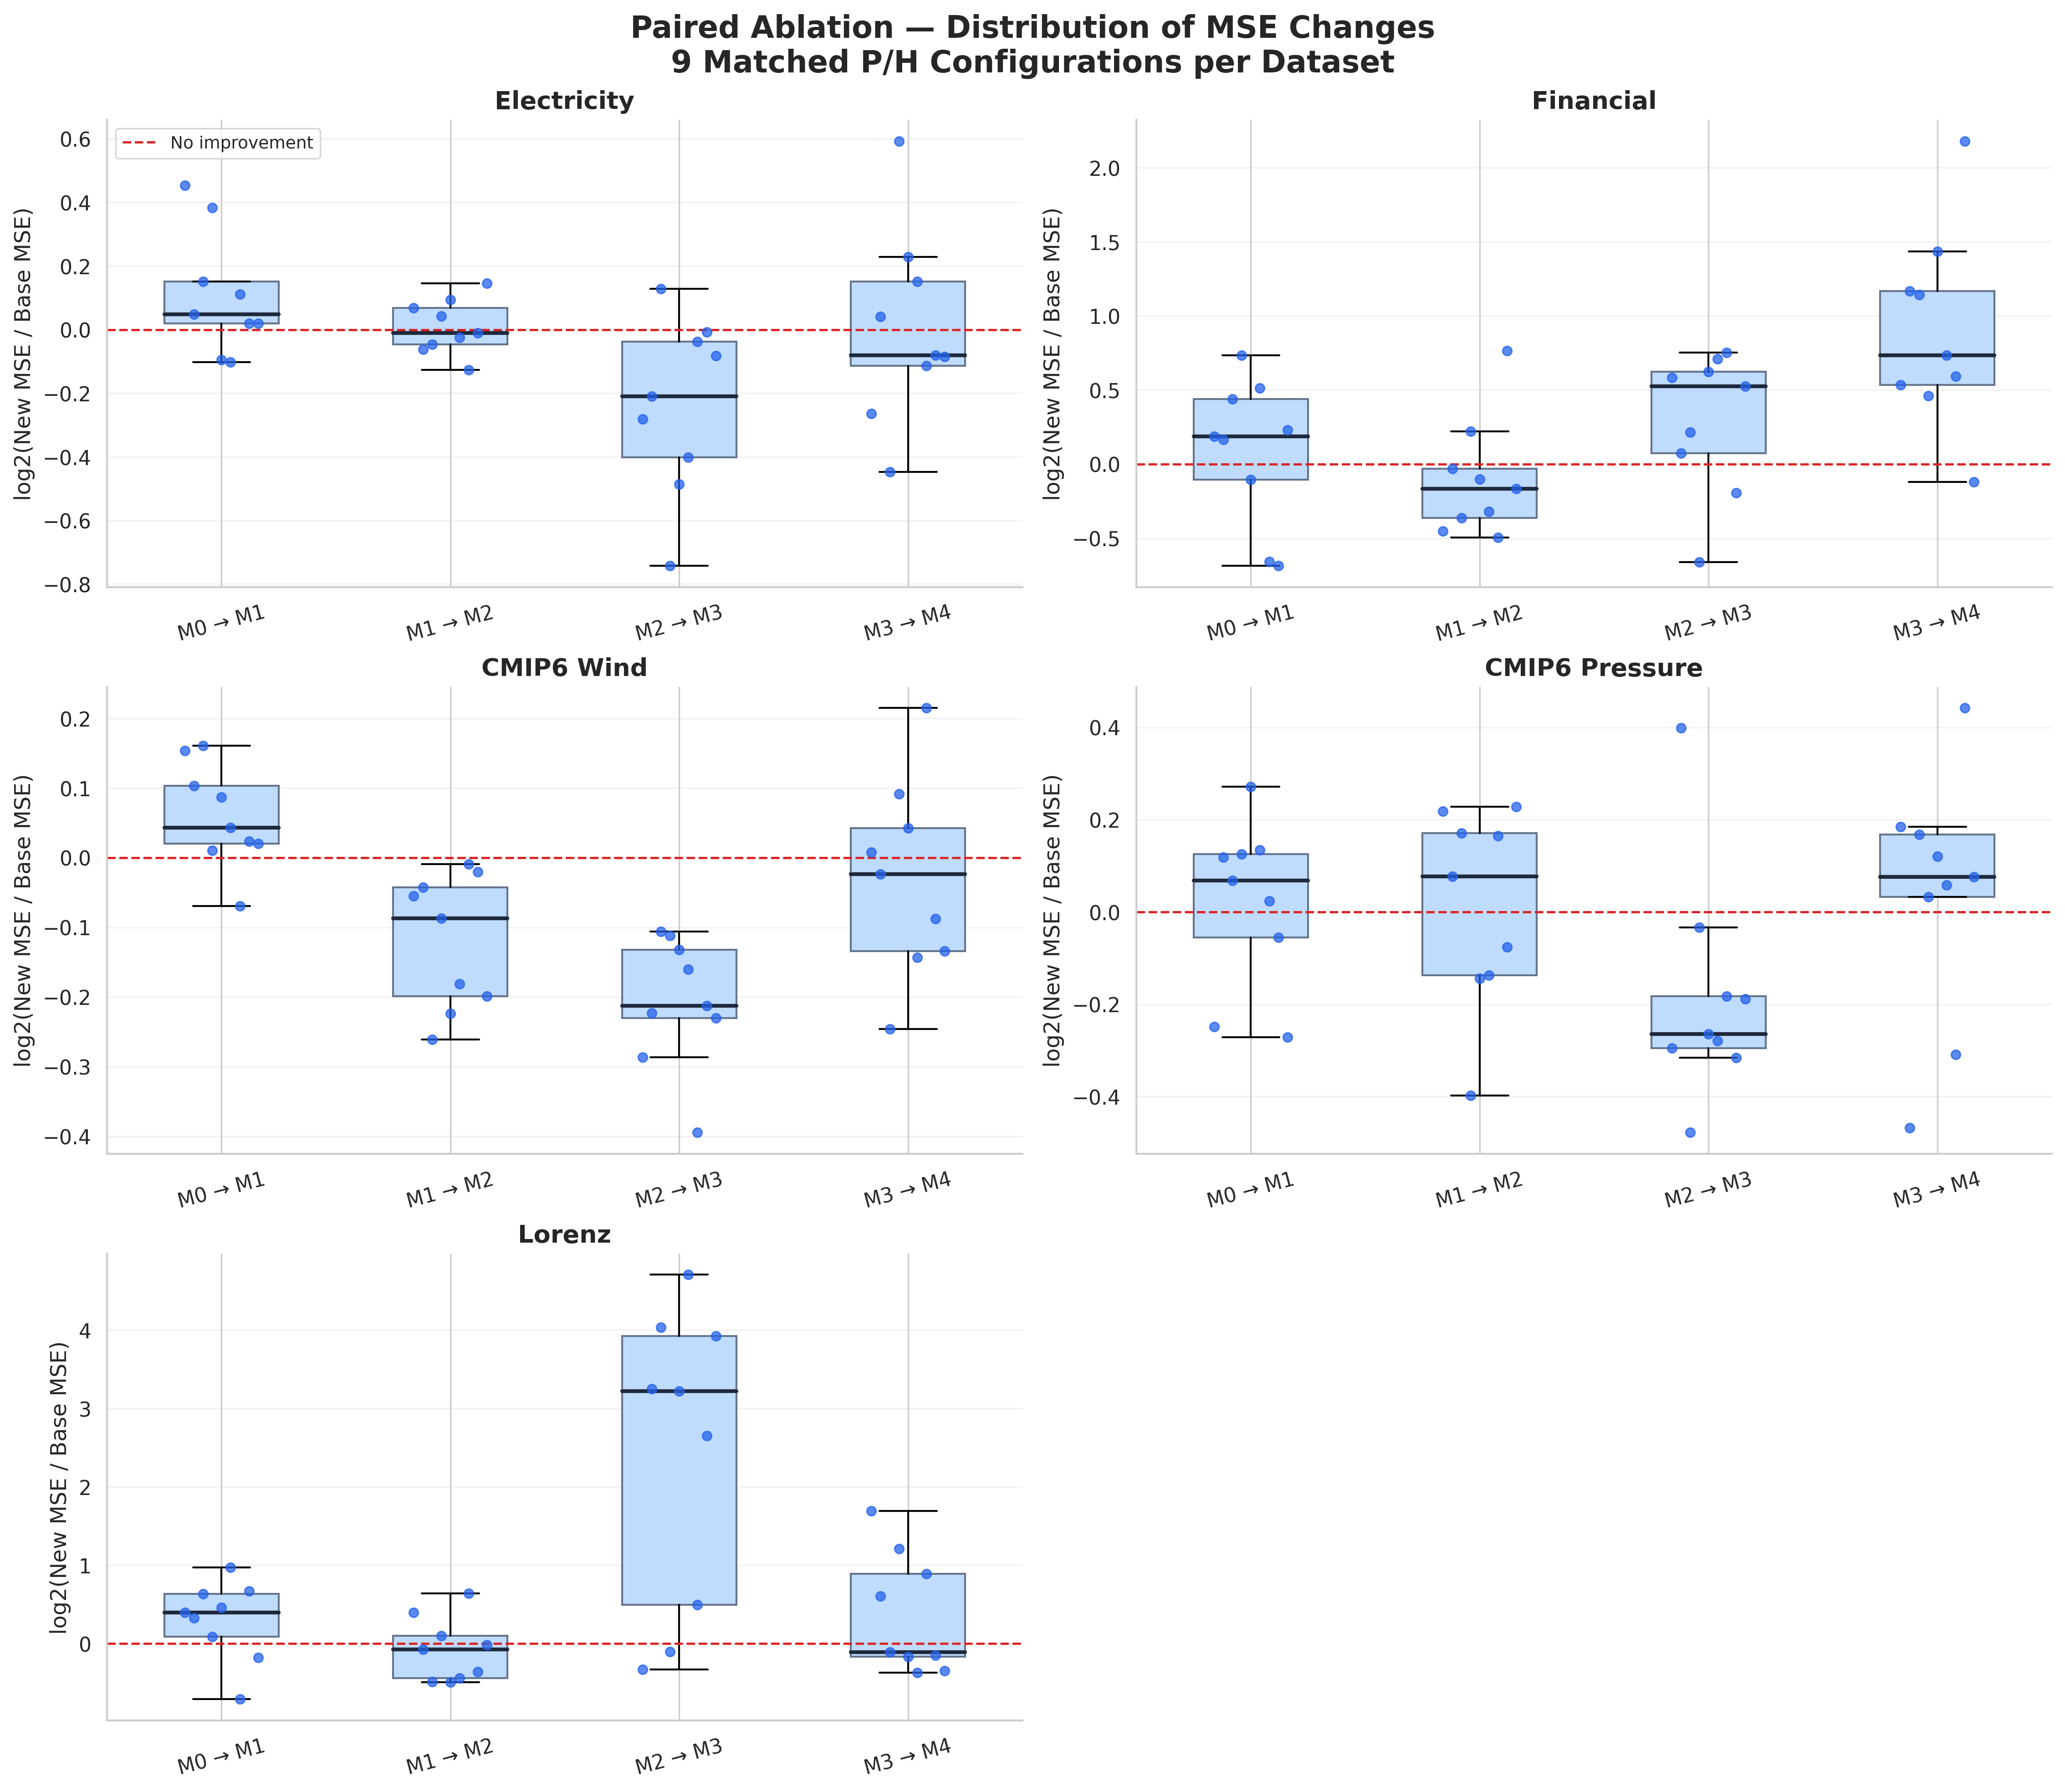 Paired Ablation — Distribution of MSE Changes
9 Matched P/H Configurations per Dataset
Electricity
No improvement
log2(New MSE / Base MSE)
0.6
0.4
0.2
0.0
−0.2
−0.4
−0.6
−0.8
M0 → M1
M1 → M2
M2 → M3
M3 → M4
Financial
log2(New MSE / Base MSE)
2.0
1.5
1.0
0.5
0.0
−0.5
M0 → M1
M1 → M2
M2 → M3
M3 → M4
CMIP6 Wind
log2(New MSE / Base MSE)
0.2
0.1
0.0
−0.1
−0.2
−0.3
−0.4
M0 → M1
M1 → M2
M2 → M3
M3 → M4
CMIP6 Pressure
log2(New MSE / Base MSE)
0.4
0.2
0.0
−0.2
−0.4
M0 → M1
M1 → M2
M2 → M3
M3 → M4
Lorenz
log2(New MSE / Base MSE)
4
3
2
1
0
M0 → M1
M1 → M2
M2 → M3
M3 → M4